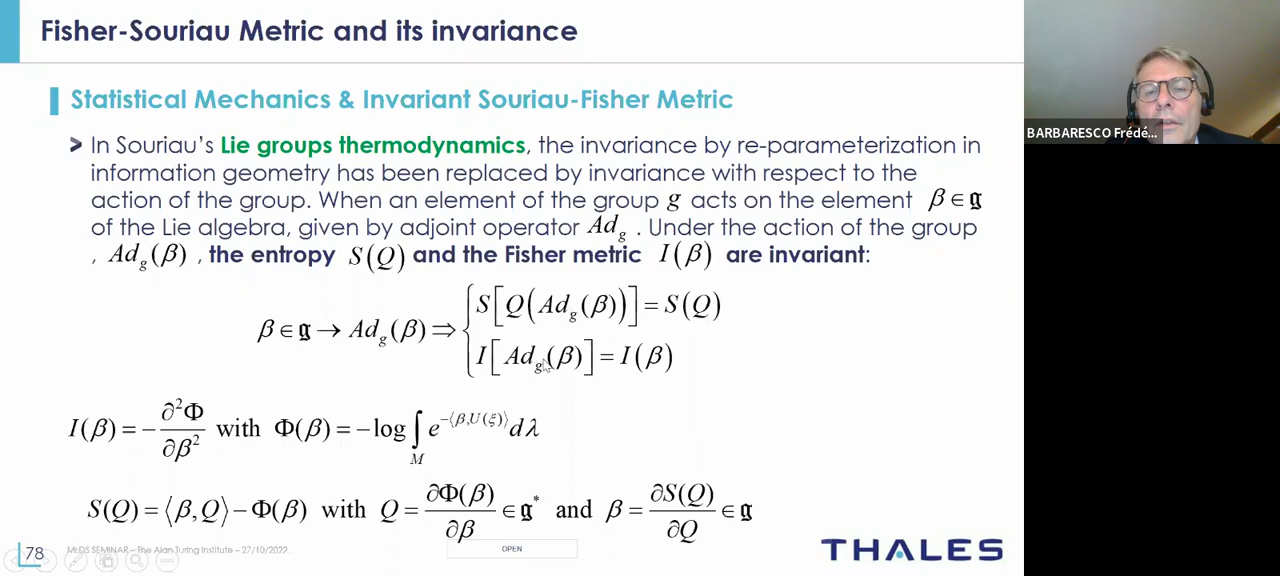 Fisher-Souriau Metric and its invariance
Statistical Mechanics & Invariant Souriau-Fisher Metric
BARBARESCO Frédé...
In Souriau's Lie groups thermodynamics, the invariance by re-parameterization in
information geometry has been replaced by invariance with respect to the
action of the group. When an element of the group g acts on the element β ∈ 𝔤
of the Lie algebra, given by adjoint operator Ad_g . Under the action of the group
, Ad_g(β) , the entropy S(Q) and the Fisher metric I(β) are invariant:
β ∈ 𝔤 → Ad_g(β) ⇒ { S[Q(Ad_g(β))] = S(Q)
I[Ad_g(β)] = I(β)
I(β) = -∂²Φ/∂β² with Φ(β) = -log ∫_M e^{-⟨β,U(ξ)⟩} dλ
S(Q) = ⟨β,Q⟩ - Φ(β) with Q = ∂Φ(β)/∂β ∈ 𝔤* and β = ∂S(Q)/∂Q ∈ 𝔤
78
MLDS SEMINAR – The Alan Turing Institute – 27/10/2022
OPEN
THALES